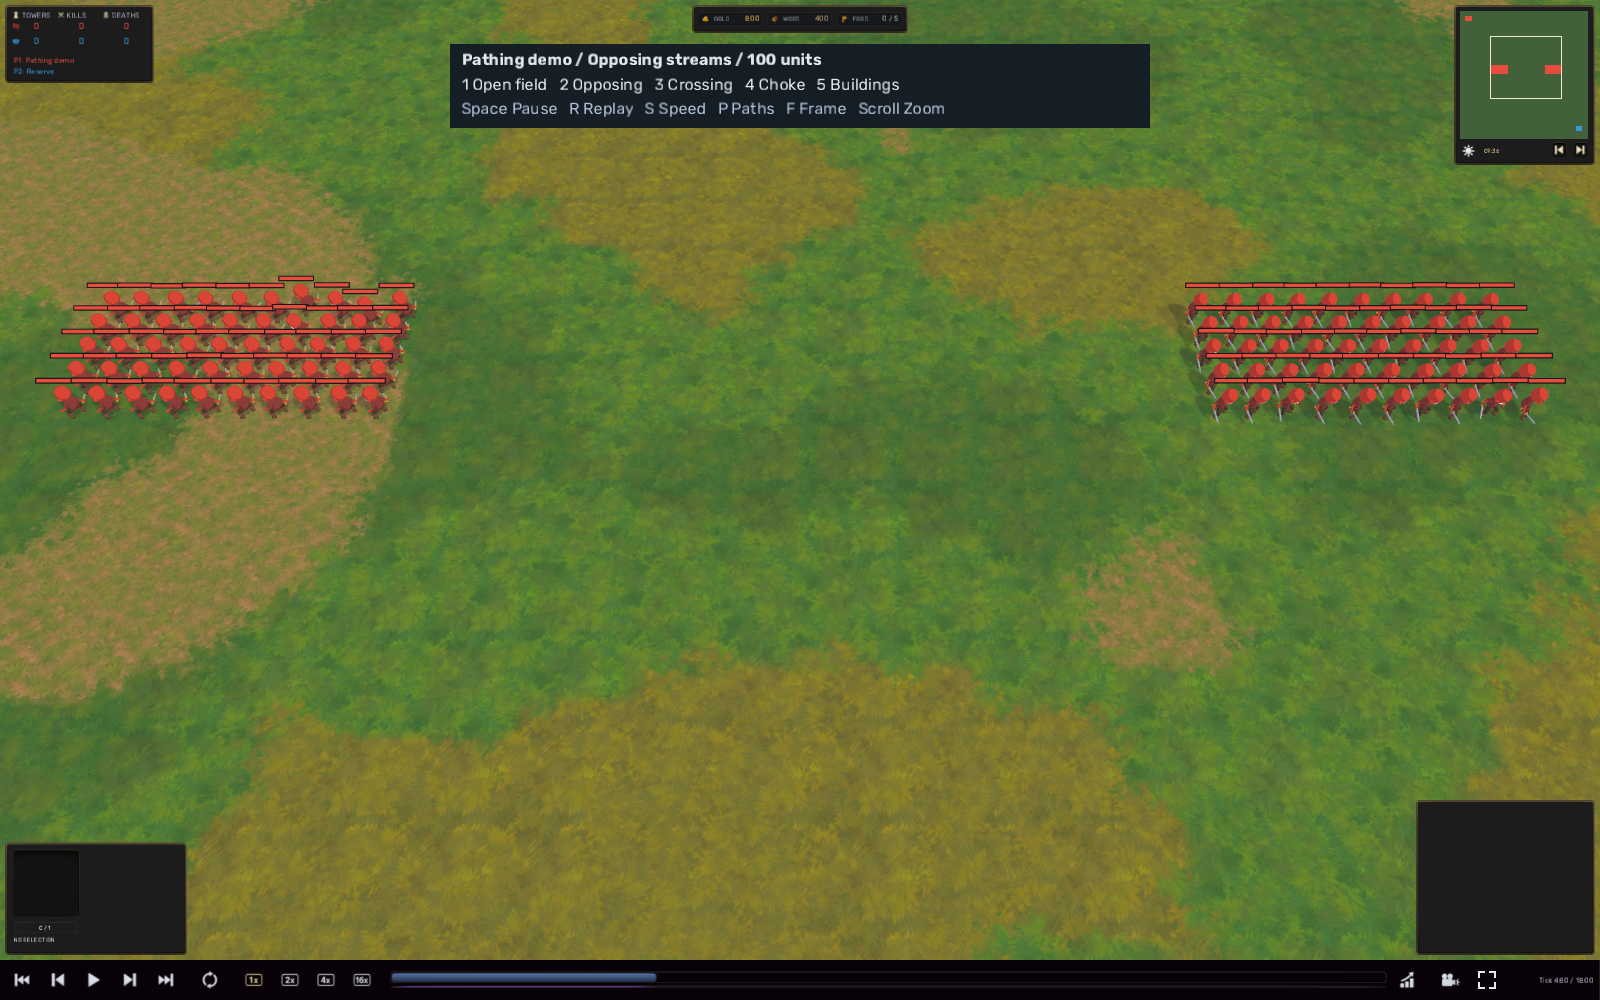 TOWERS KILLS DEATHS
0 0 0
0 0 0
P1: Pathing demo
P2: Reserve
GOLD 800 WOOD 400 FOOD 0 / 5
Pathing demo / Opposing streams / 100 units
1 Open field 2 Opposing 3 Crossing 4 Choke 5 Buildings
Space Pause R Replay S Speed P Paths F Frame Scroll Zoom
0 / 1
NO SELECTION
1x 2x 4x 16x
Tick 480 / 1800